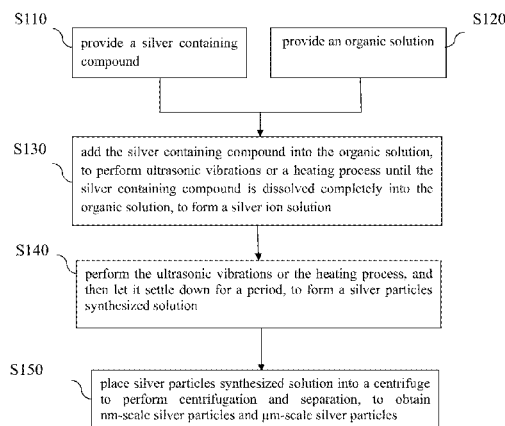 S110
provide a silver containing
compound
S120
provide an organic solution
S130
add the silver containing compound into the organic solution,
to perform ultrasonic vibrations or a heating process until the
silver containing compound is dissolved completely into the
organic solution, to form a silver ion solution
S140
perform the ultrasonic vibrations or the heating process, and
then let it settle down for a period, to form a silver particles
synthesized solution
S150
place silver particles synthesized solution into a centrifuge
to perform centrifugation and separation, to obtain
nm-scale silver particles and μm-scale silver particles